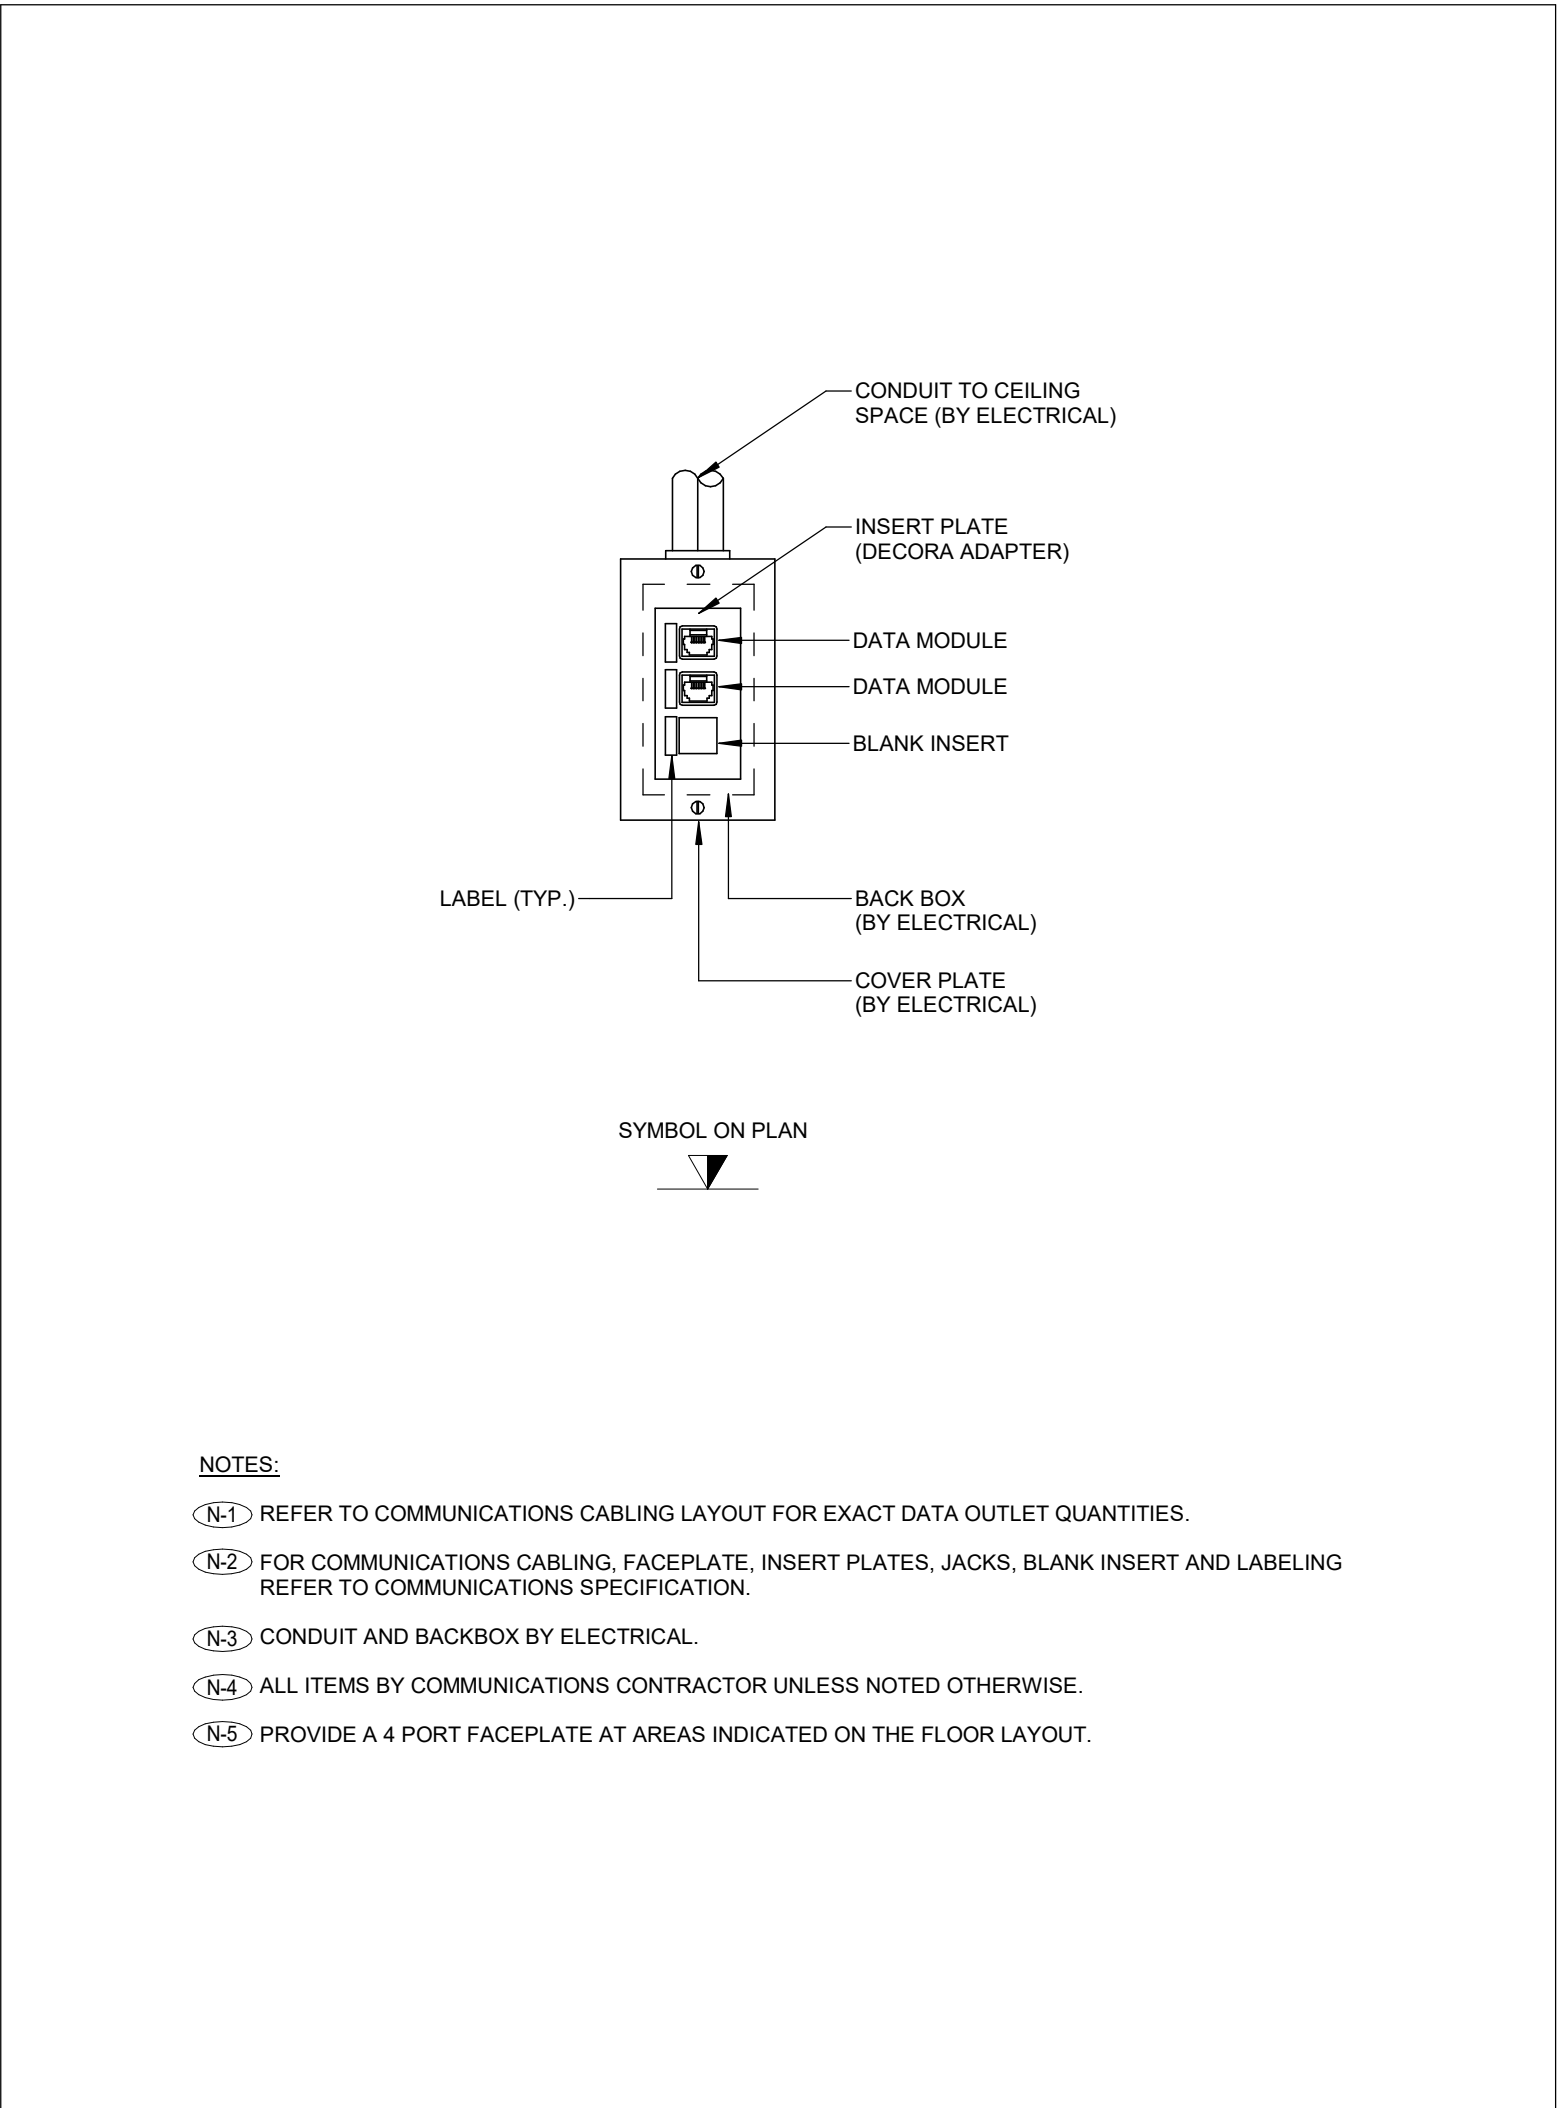 CONDUIT TO CEILING
SPACE (BY ELECTRICAL)
INSERT PLATE
(DECORA ADAPTER)
DATA MODULE
DATA MODULE
BLANK INSERT
LABEL (TYP.)
BACK BOX
(BY ELECTRICAL)
COVER PLATE
(BY ELECTRICAL)
SYMBOL ON PLAN
NOTES:
N-1 REFER TO COMMUNICATIONS CABLING LAYOUT FOR EXACT DATA OUTLET QUANTITIES.
N-2 FOR COMMUNICATIONS CABLING, FACEPLATE, INSERT PLATES, JACKS, BLANK INSERT AND LABELING
REFER TO COMMUNICATIONS SPECIFICATION.
N-3 CONDUIT AND BACKBOX BY ELECTRICAL.
N-4 ALL ITEMS BY COMMUNICATIONS CONTRACTOR UNLESS NOTED OTHERWISE.
N-5 PROVIDE A 4 PORT FACEPLATE AT AREAS INDICATED ON THE FLOOR LAYOUT.